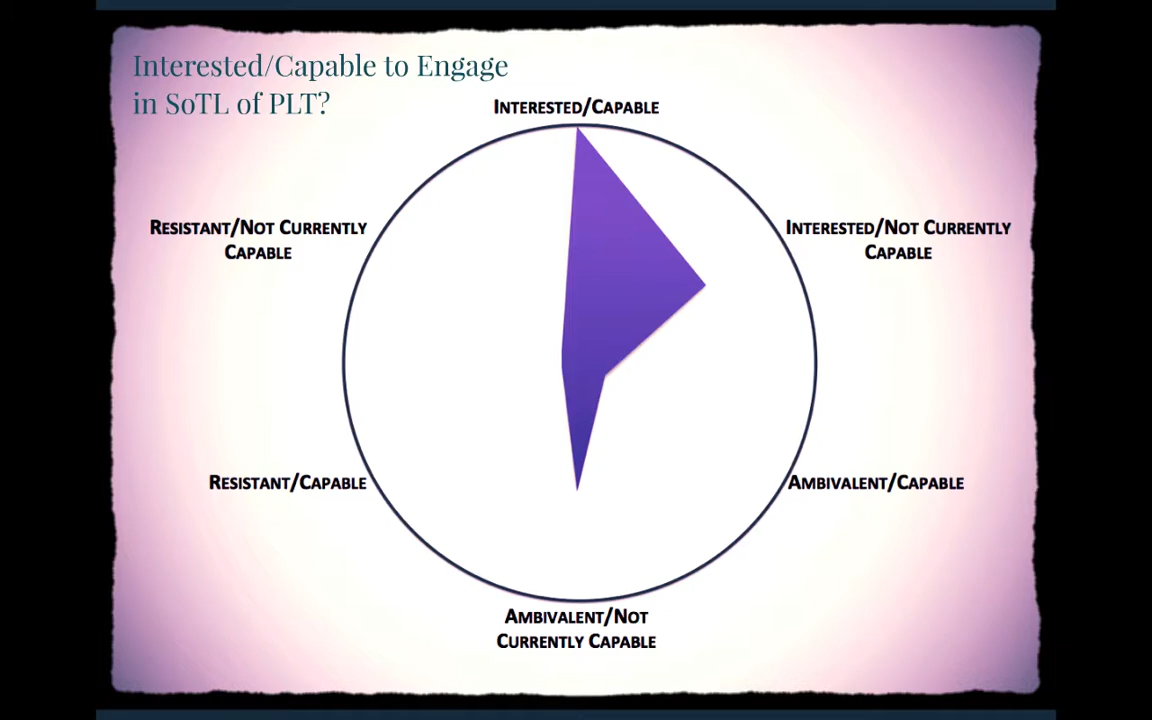 Interested/Capable to Engage
in SoTL of PLT?
INTERESTED/CAPABLE
RESISTANT/NOT CURRENTLY
CAPABLE
INTERESTED/NOT CURRENTLY
CAPABLE
RESISTANT/CAPABLE
AMBIVALENT/CAPABLE
AMBIVALENT/NOT
CURRENTLY CAPABLE